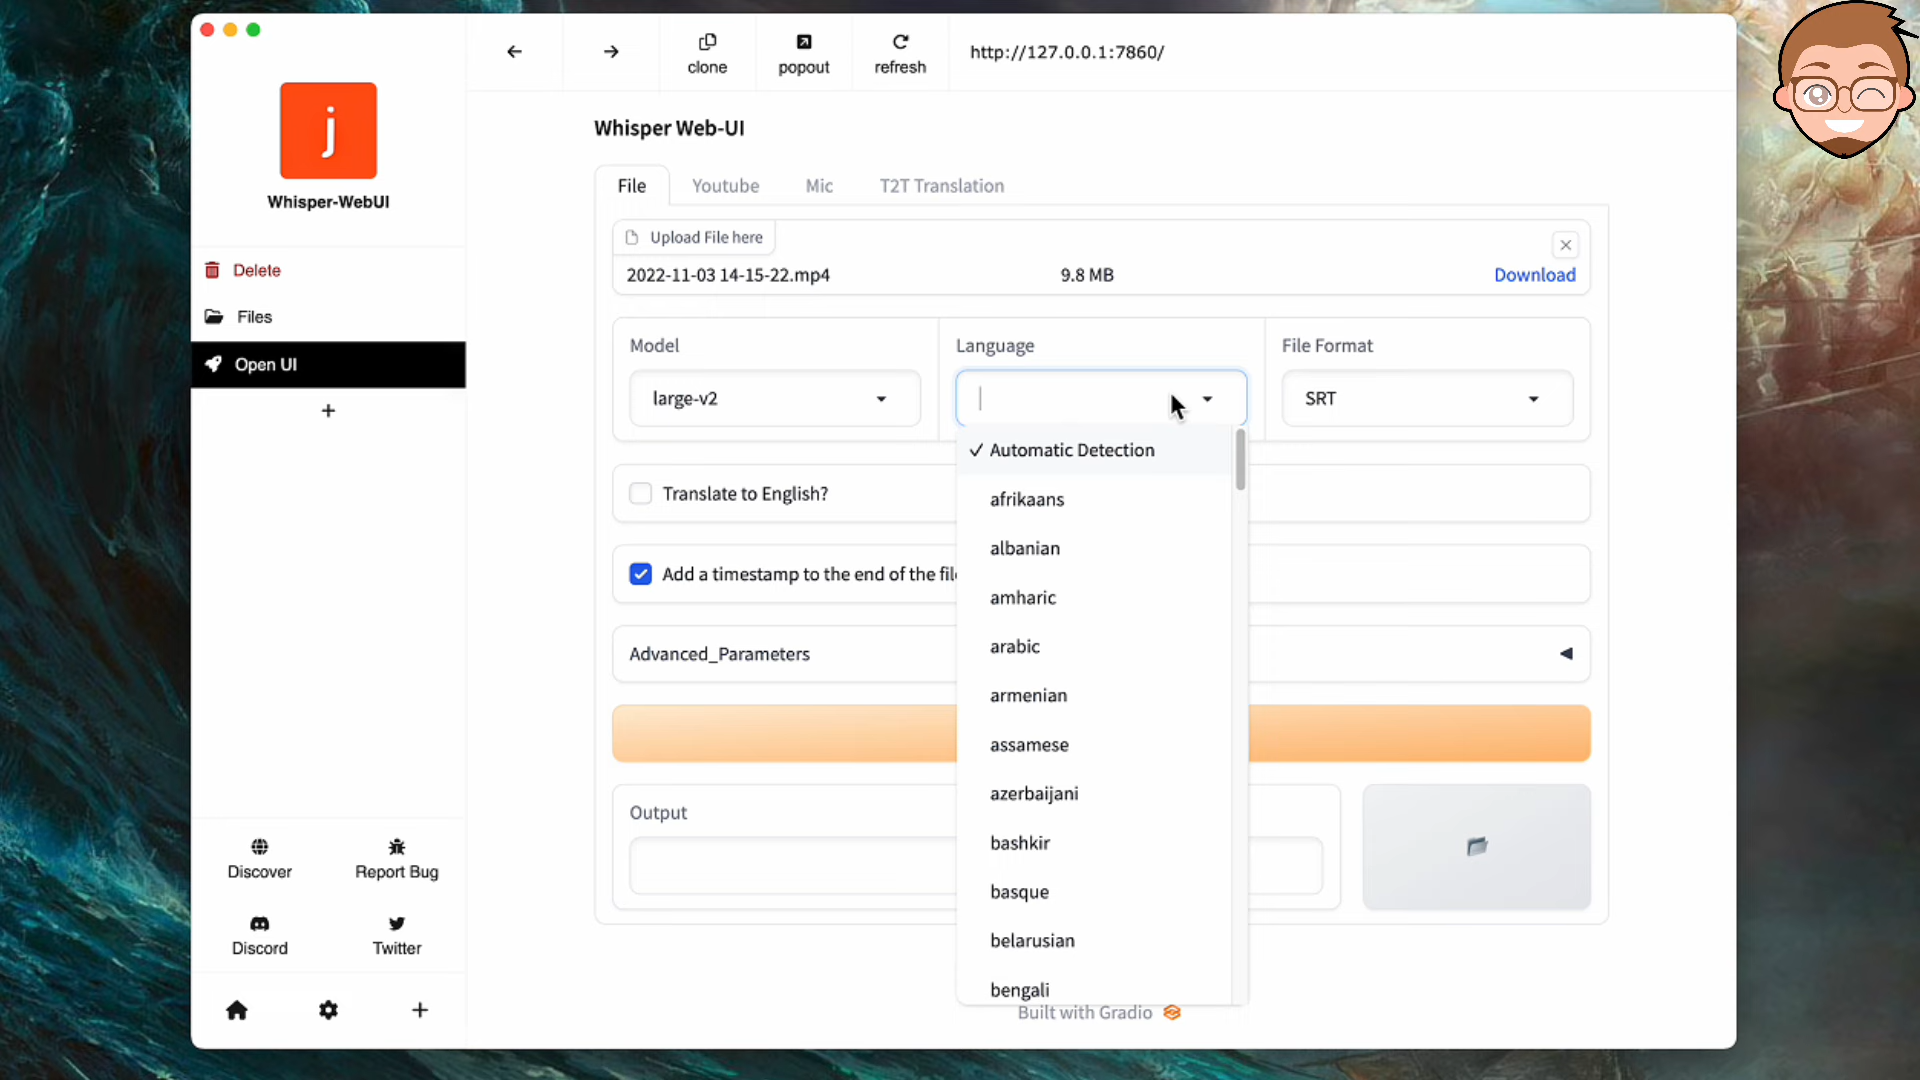 clone
popout
refresh
http://127.0.0.1:7860/
j
Whisper-WebUI
Delete
Files
Open UI
Discover
Report Bug
Discord
Twitter
Whisper Web-UI
File
Youtube
Mic
T2T Translation
Upload File here
2022-11-03 14-15-22.mp4
9.8 MB
Download
Model
Language
File Format
large-v2
SRT
Automatic Detection
afrikaans
albanian
amharic
arabic
armenian
assamese
azerbaijani
bashkir
basque
belarusian
bengali
Translate to English?
Add a timestamp to the end of the
Advanced_Parameters
Output
Built with Gradio